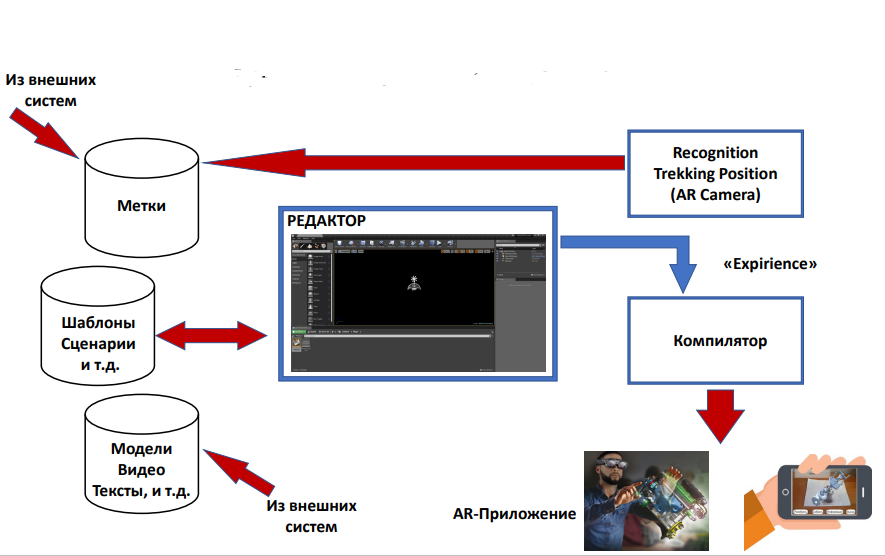 Из внешних
систем
Метки
Recognition
Trekking Position
(AR Camera)
РЕДАКТОР
«Expirience»
Шаблоны
Сценарии
и т.д.
Компилятор
Модели
Видео
Тексты, и т.д.
Из внешних
систем
AR-Приложение